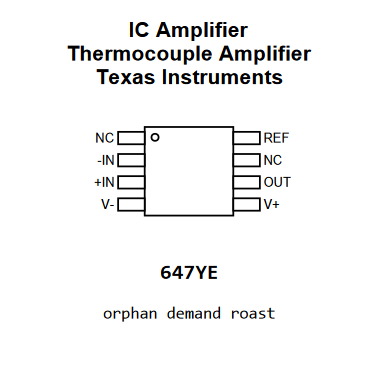 IC Amplifier
Thermocouple Amplifier
Texas Instruments
NC REF
-IN NC
+IN OUT
V- V+
647YE
orphan demand roast